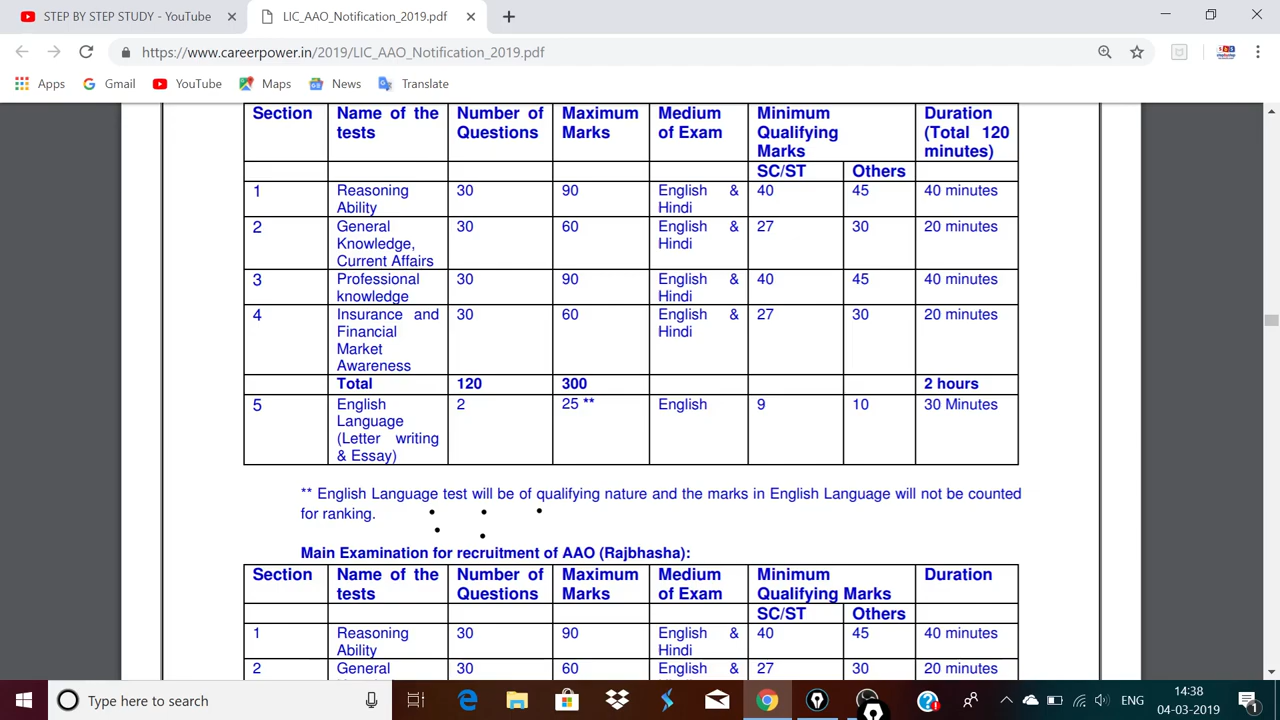 STEP BY STEP STUDY - YouTube
LIC_AAO_Notification_2019.pdf
https://www.careerpower.in/2019/LIC_AAO_Notification_2019.pdf
Apps Gmail YouTube Maps News Translate
Section Name of the tests Number of Questions Maximum Marks Medium of Exam Minimum Qualifying Marks Duration (Total 120 minutes)
SC/ST Others
1 Reasoning Ability 30 90 English & Hindi 40 45 40 minutes
2 General Knowledge, Current Affairs 30 60 English & Hindi 27 30 20 minutes
3 Professional knowledge 30 90 English & Hindi 40 45 40 minutes
4 Insurance and Financial Market Awareness 30 60 English & Hindi 27 30 20 minutes
Total 120 300 2 hours
5 English Language (Letter writing & Essay) 2 25 ** English 9 10 30 Minutes
** English Language test will be of qualifying nature and the marks in English Language will not be counted
for ranking.
Main Examination for recruitment of AAO (Rajbhasha):
Section Name of the tests Number of Questions Maximum Marks Medium of Exam Minimum Qualifying Marks Duration
SC/ST Others
1 Reasoning Ability 30 90 English & Hindi 40 45 40 minutes
2 General 30 60 English & 27 30 20 minutes
Type here to search
ENG
14:38
04-03-2019
1